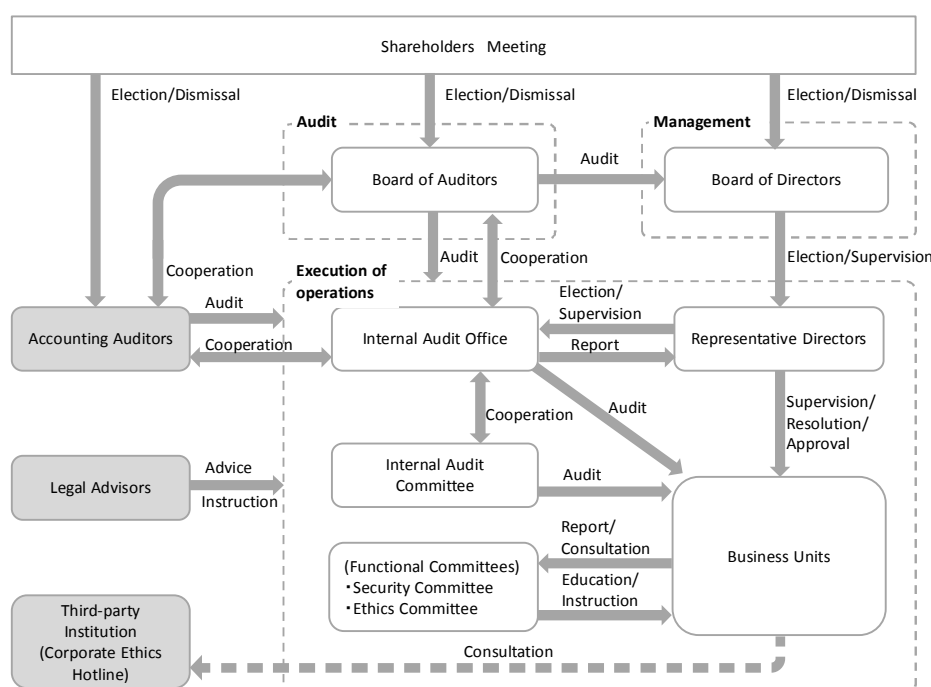 Shareholders Meeting
Election/Dismissal
Election/Dismissal
Election/Dismissal
Audit
Management
Board of Auditors
Audit
Board of Directors
Cooperation
Audit
Cooperation
Election/Supervision
Execution of
operations
Accounting Auditors
Audit
Cooperation
Internal Audit Office
Election/
Supervision
Report
Representative Directors
Cooperation
Audit
Supervision/
Resolution/
Approval
Legal Advisors
Advice
Instruction
Internal Audit
Committee
Audit
Business Units
(Functional Committees)
・Security Committee
・Ethics Committee
Report/
Consultation
Education/
Instruction
Third-party
Institution
(Corporate Ethics
Hotline)
Consultation